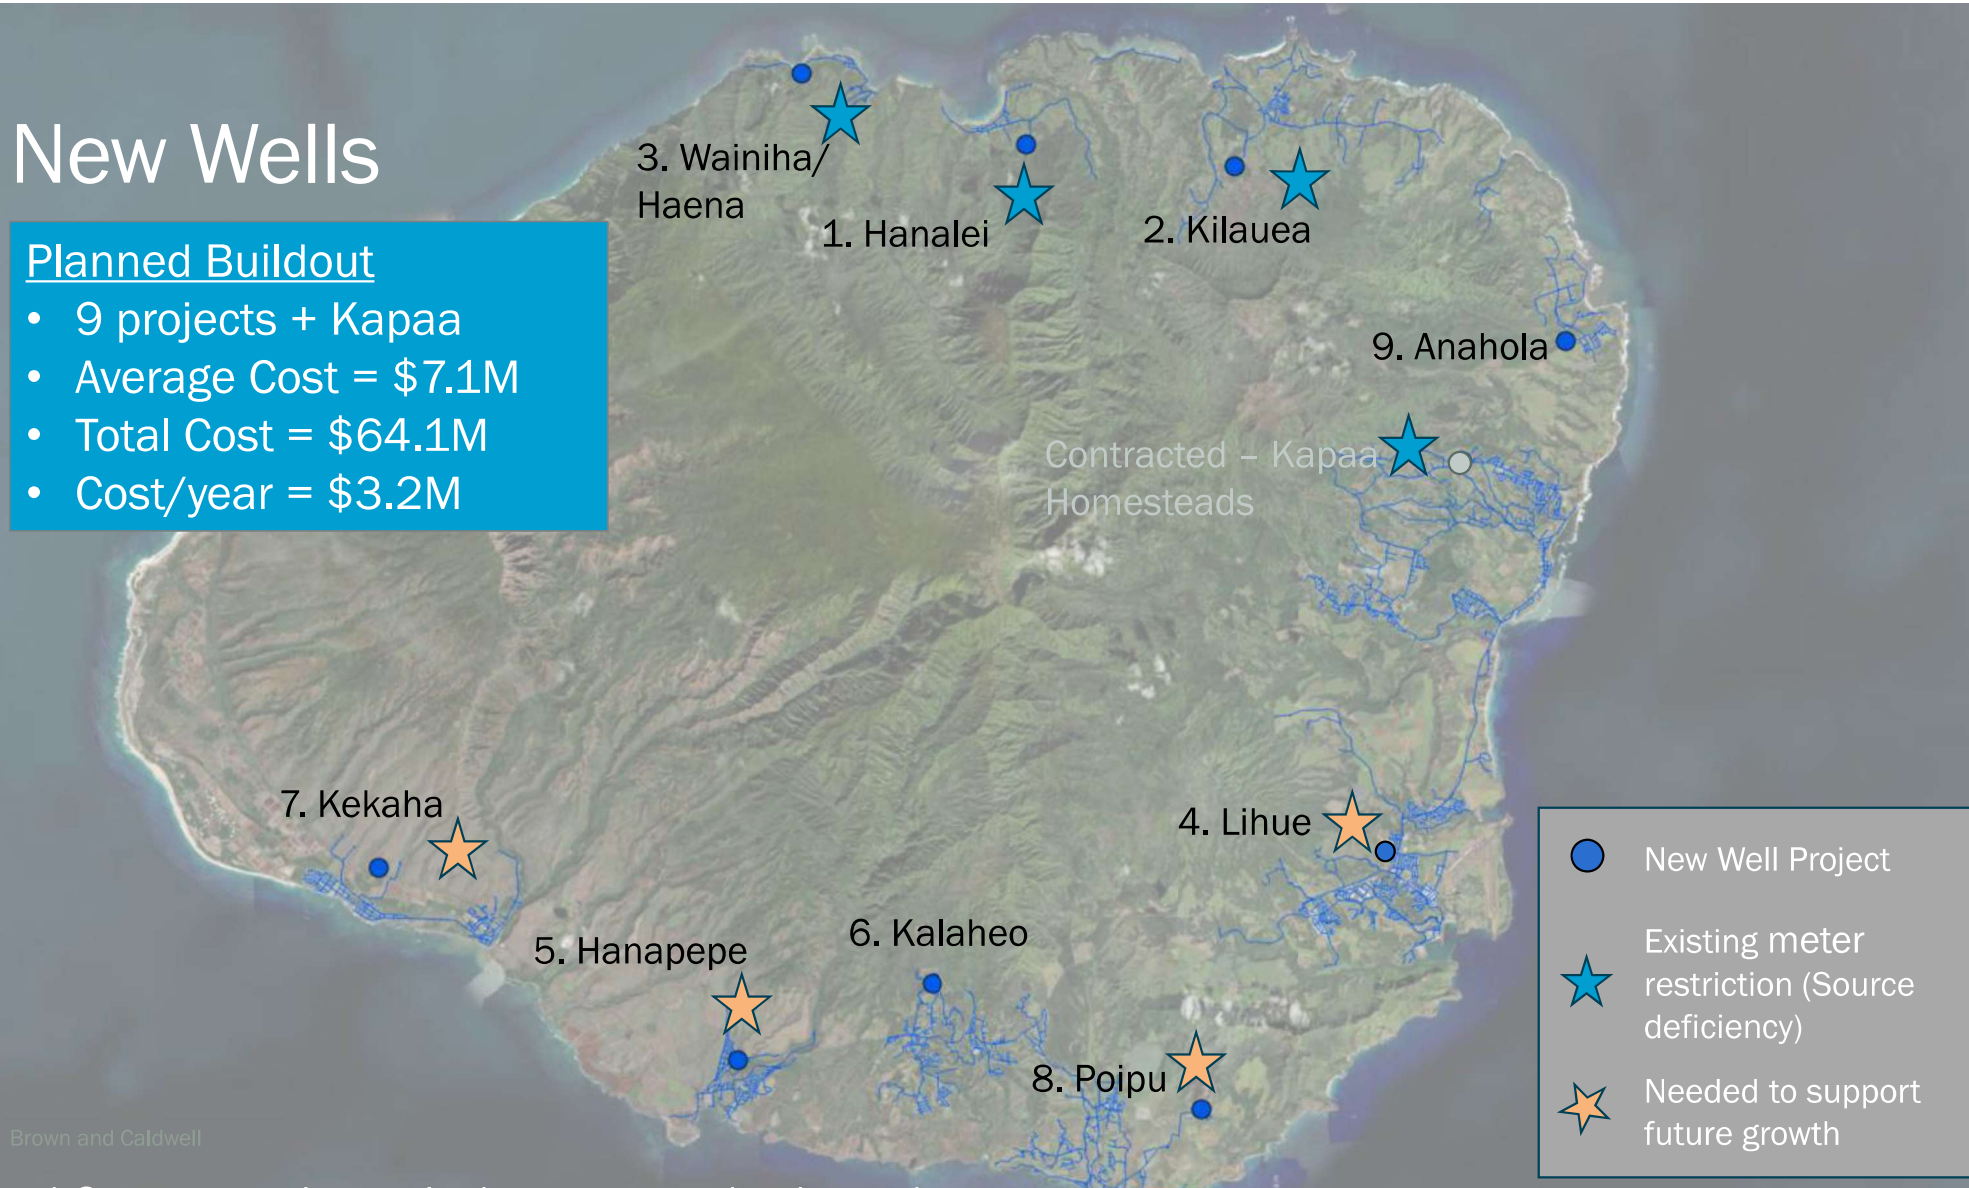 New Wells
Planned Buildout
• 9 projects + Kapaa
• Average Cost = $7.1M
• Total Cost = $64.1M
• Cost/year = $3.2M
3. Wainiha/
Haena
1. Hanalei
2. Kilauea
9. Anahola
Contracted – Kapaa
Homesteads
7. Kekaha
4. Lihue
5. Hanapepe
6. Kalaheo
8. Poipu
New Well Project
Existing meter
restriction (Source
deficiency)
Needed to support
future growth
Brown and Caldwell